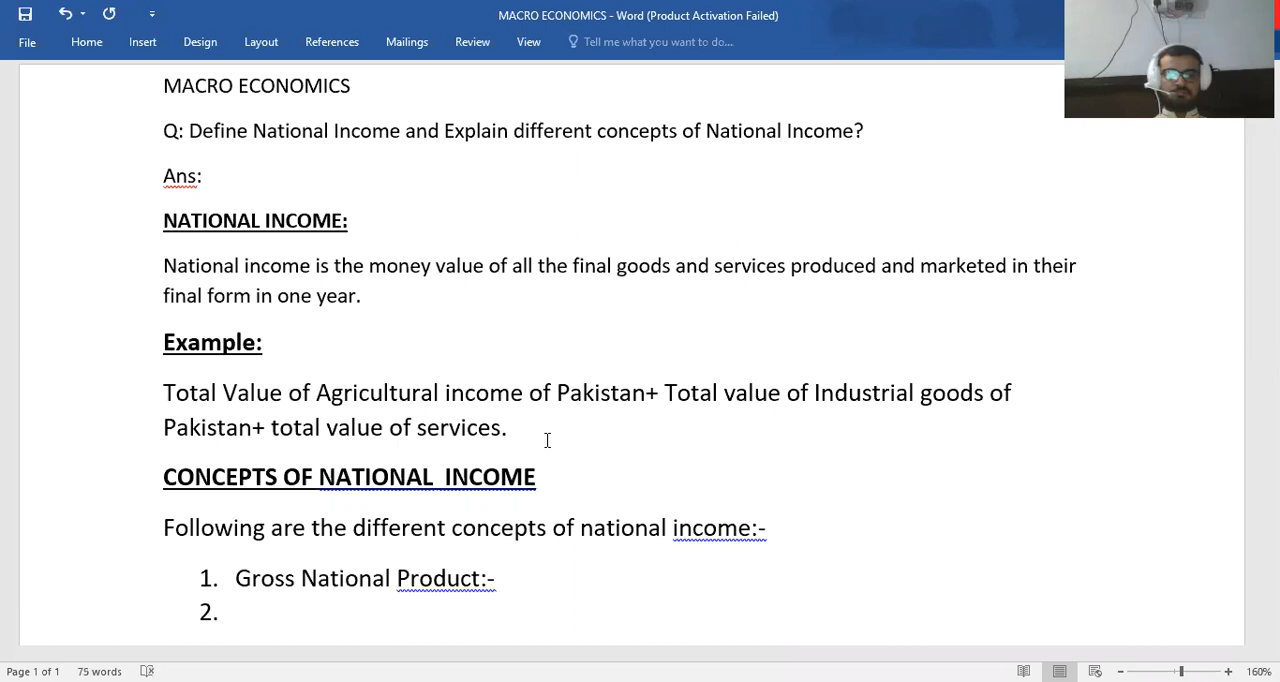 MACRO ECONOMICS - Word (Product Activation Failed)
File Home Insert Design Layout References Mailings Review View Tell me what you want to do...
MACRO ECONOMICS
Q: Define National Income and Explain different concepts of National Income?
Ans:
NATIONAL INCOME:
National income is the money value of all the final goods and services produced and marketed in their
final form in one year.
Example:
Total Value of Agricultural income of Pakistan+ Total value of Industrial goods of
Pakistan+ total value of services.
CONCEPTS OF NATIONAL  INCOME
Following are the different concepts of national income:-
1. Gross National Product:-
2.
Page 1 of 1 75 words 160%